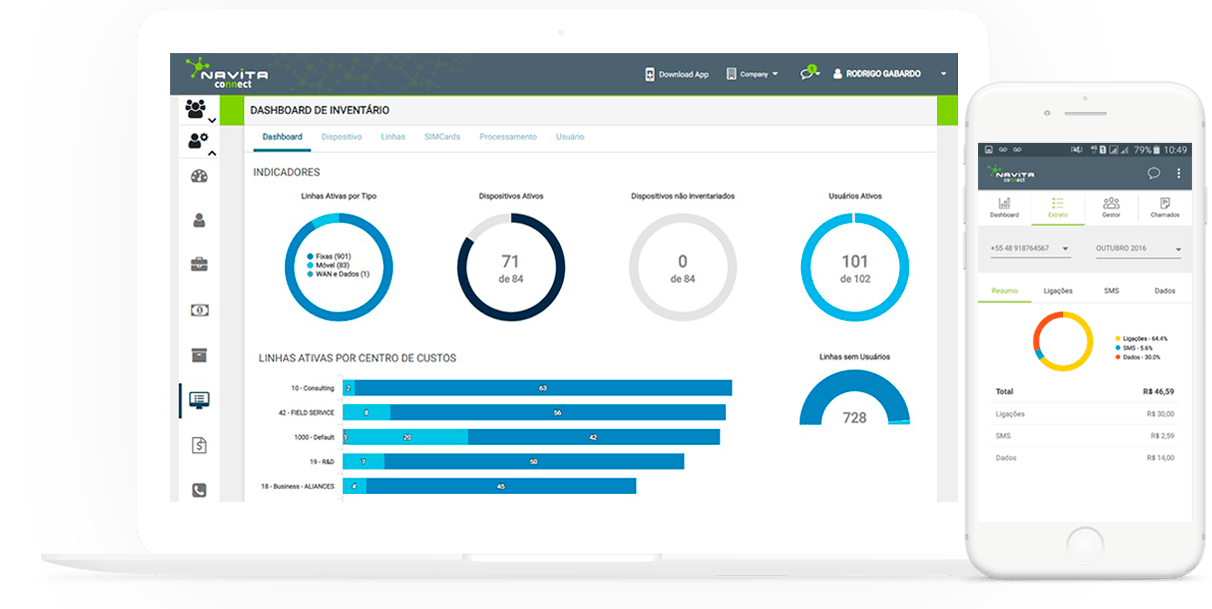 NAVITA
connect
Download App
Company
1
RODRIGO GABARDO
DASHBOARD DE INVENTÁRIO
Dashboard
Dispositivo
Linhas
SIMCards
Processamento
Usuário
INDICADORES
Linhas Ativas por Tipo
Fixas (901)
Móvel (83)
WAN e Dados (1)
Dispositivos Ativos
71
de 84
Dispositivos não inventariados
0
de 84
Usuários Ativos
101
de 102
LINHAS ATIVAS POR CENTRO DE CUSTOS
10 - Consulting 2 63
42 - FIELD SERVICE 8 56
1000 - Default 1 20 42
19 - R&D 7 50
18 - Business - ALIANCES 4 45
Linhas sem Usuários
728
79% 10:49
NAVITA
connect
Dashboard
Extrato
Gestor
Chamados
+55 48 918764567
OUTUBRO 2016
Resumo
Ligações
SMS
Dados
Ligações - 64.4%
SMS - 5.6%
Dados - 30.0%
Total R$ 46,59
Ligações R$ 30,00
SMS R$ 2,59
Dados R$ 14,00